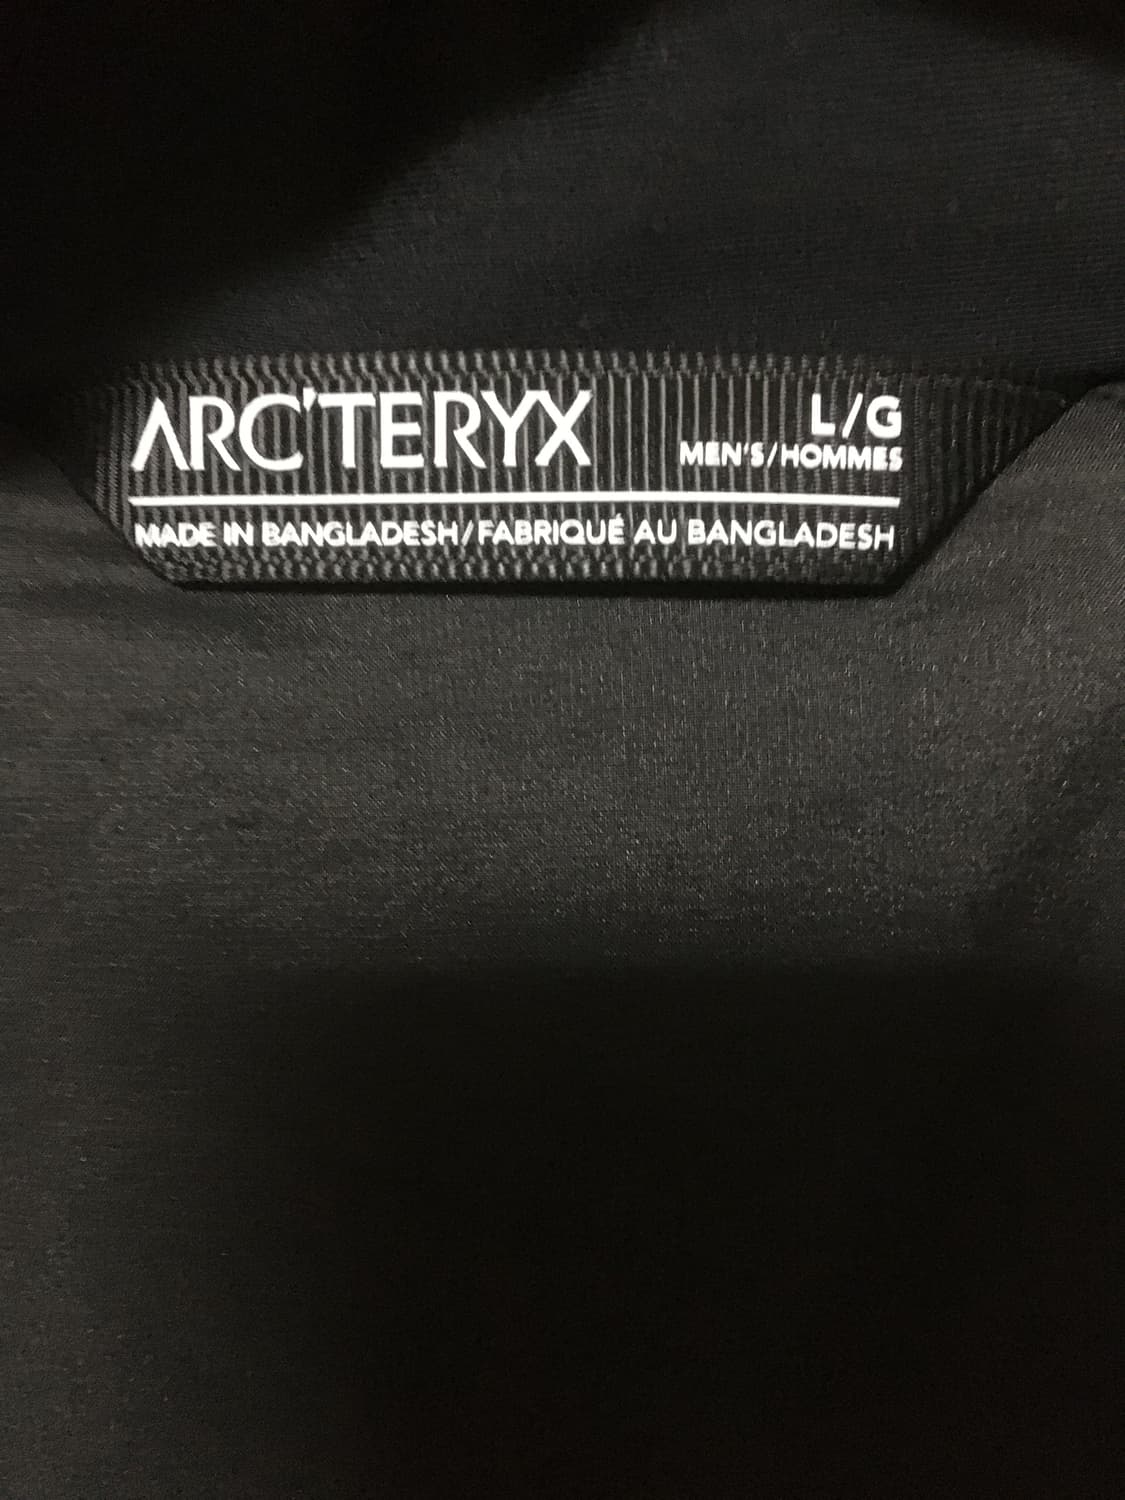 ARC'TERYX
L/G
MEN'S/HOMMES
MADE IN BANGLADESH/FABRIQUÉ AU BANGLADESH